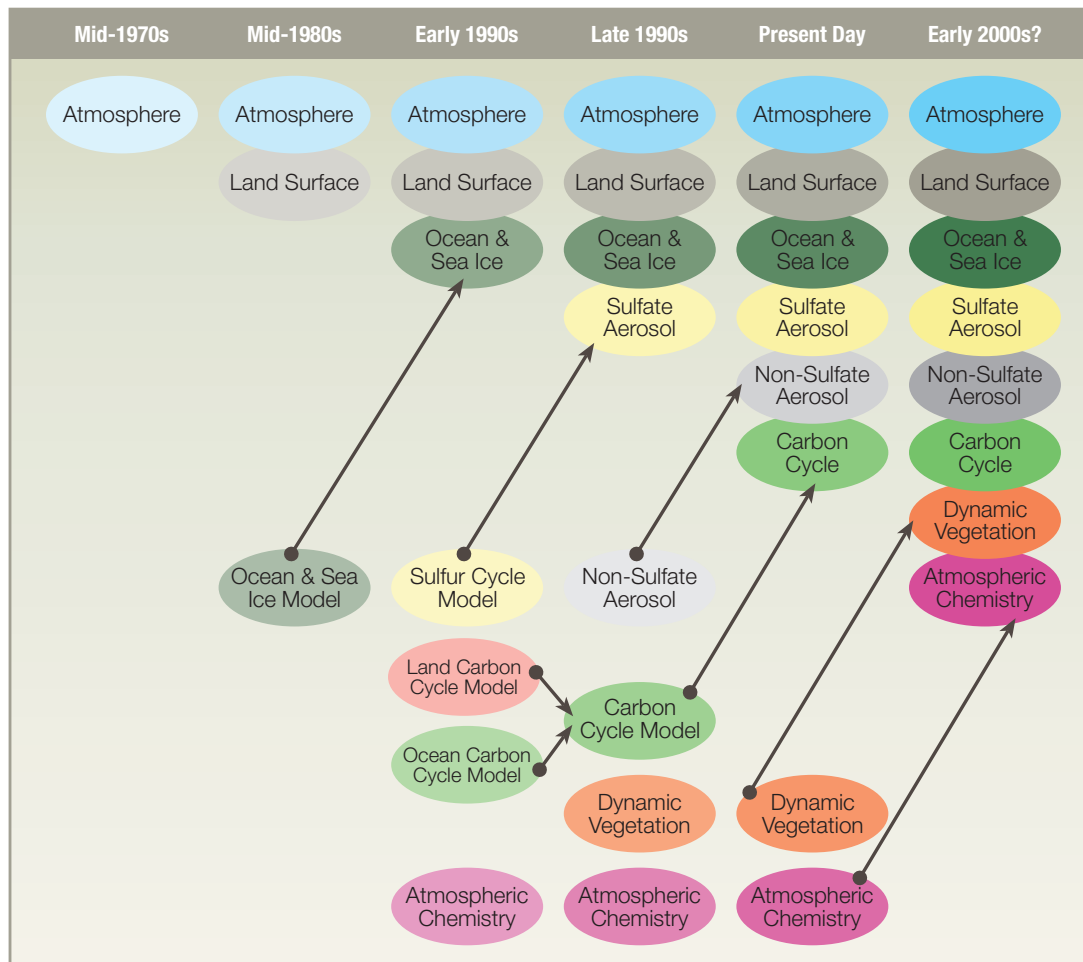 Mid-1970s
Mid-1980s
Early 1990s
Late 1990s
Present Day
Early 2000s?
Atmosphere
Atmosphere
Atmosphere
Atmosphere
Atmosphere
Atmosphere
Land Surface
Land Surface
Land Surface
Land Surface
Land Surface
Ocean &
Sea Ice
Ocean &
Sea Ice
Ocean &
Sea Ice
Ocean &
Sea Ice
Sulfate
Aerosol
Sulfate
Aerosol
Sulfate
Aerosol
Non-Sulfate
Aerosol
Non-Sulfate
Aerosol
Carbon
Cycle
Carbon
Cycle
Dynamic
Vegetation
Ocean & Sea
Ice Model
Sulfur Cycle
Model
Non-Sulfate
Aerosol
Atmospheric
Chemistry
Land Carbon
Cycle Model
Carbon
Cycle Model
Ocean Carbon
Cycle Model
Dynamic
Vegetation
Dynamic
Vegetation
Atmospheric
Chemistry
Atmospheric
Chemistry
Atmospheric
Chemistry